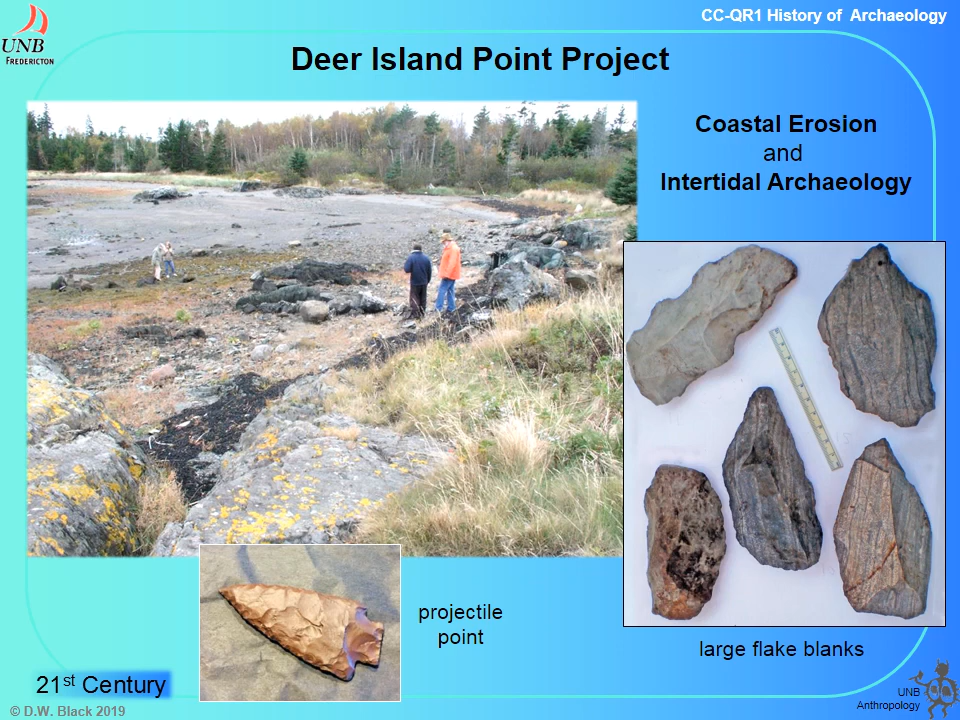 CC-QR1 History of Archaeology
UNB
FREDERICTON
Deer Island Point Project
Coastal Erosion
and
Intertidal Archaeology
projectile
point
large flake blanks
21st Century
© D.W. Black 2019
UNB
Anthropology